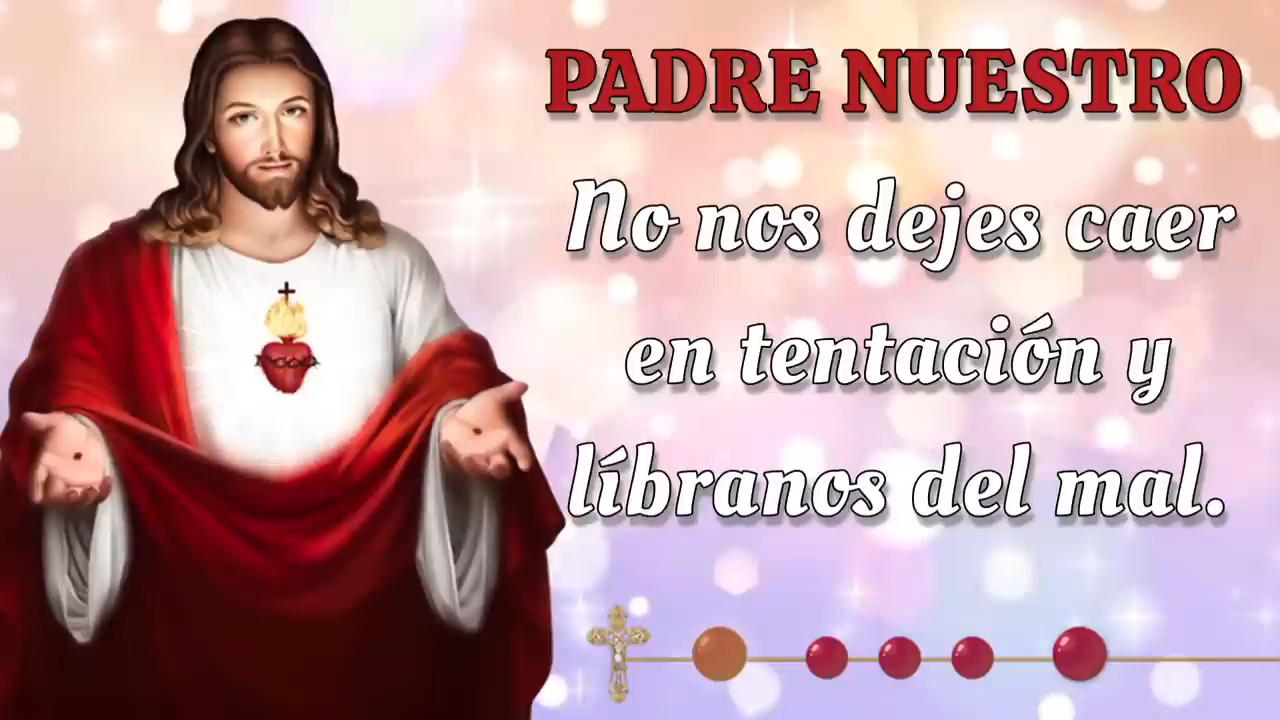 PADRE NUESTRO
No nos dejes caer
en tentación y
líbranos del mal.